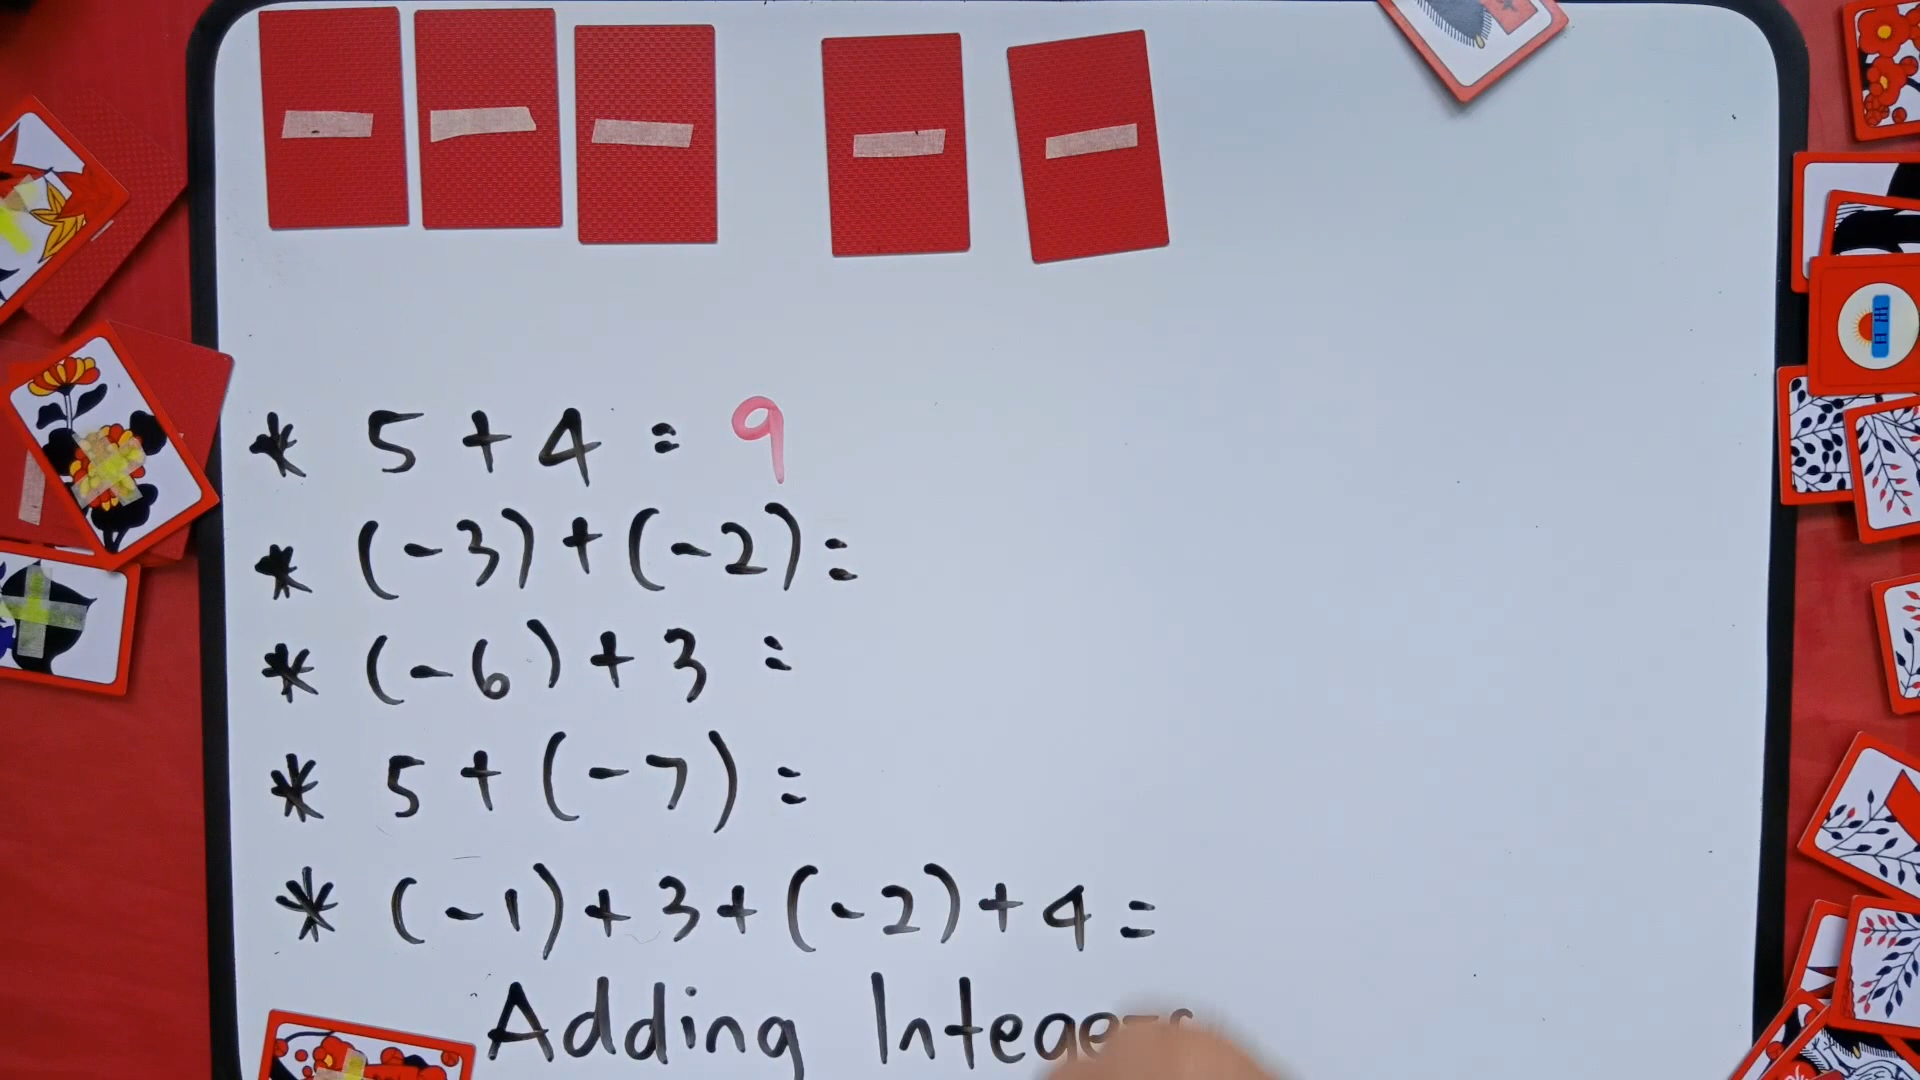 * 5 + 4 = 9
* (-3) + (-2) =
* (-6) + 3 =
* 5 + (-7) =
* (-1) + 3 + (-2) + 4 =
Adding